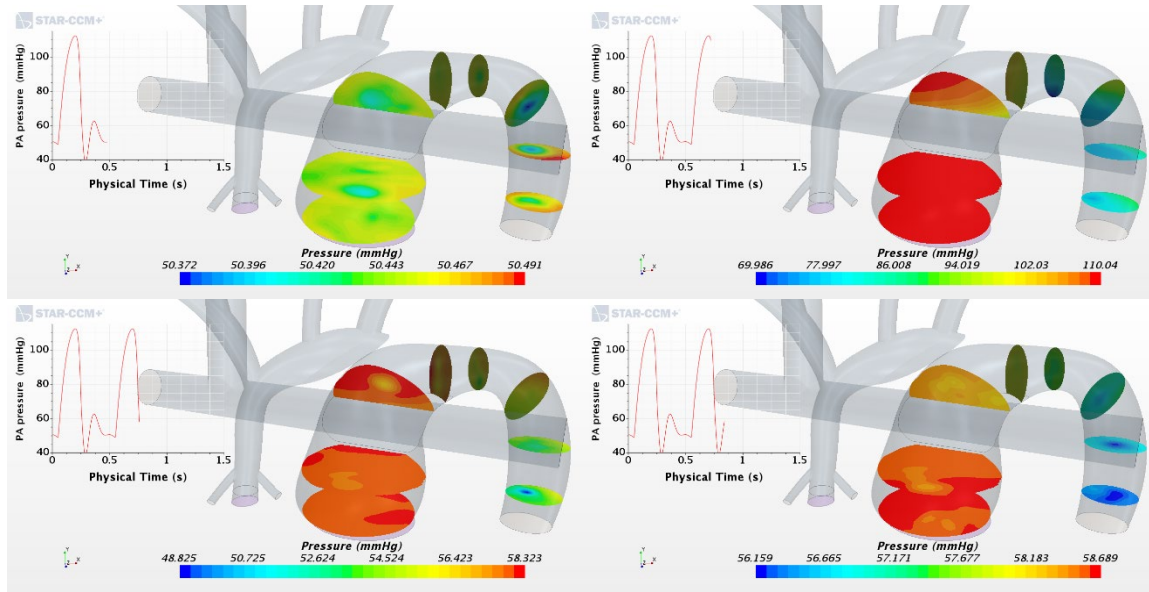 STAR-CCM+
PA pressure (mmHg)
100
80
60
40
0 0.5 1 1.5
Physical Time (s)
Pressure (mmHg)
50.372 50.396 50.420 50.443 50.467 50.491
STAR-CCM+
PA pressure (mmHg)
100
80
60
40
0 0.5 1 1.5
Physical Time (s)
Pressure (mmHg)
69.986 77.997 86.008 94.019 102.03 110.04
STAR-CCM+
PA pressure (mmHg)
100
80
60
40
0 0.5 1 1.5
Physical Time (s)
Pressure (mmHg)
48.825 50.725 52.624 54.524 56.423 58.323
STAR-CCM+
PA pressure (mmHg)
100
80
60
40
0 0.5 1 1.5
Physical Time (s)
Pressure (mmHg)
56.159 56.665 57.171 57.677 58.183 58.689